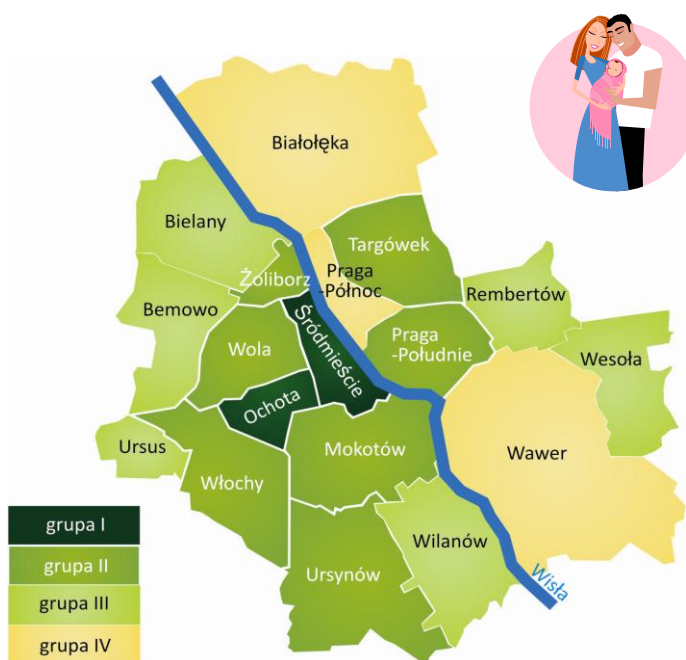 Białołęka
Bielany
Targówek
Żoliborz
Praga
-Północ
Rembertów
Bemowo
Śródmieście
Praga
-Południe
Wola
Wesoła
Ochota
Ursus
Mokotów
Wawer
Włochy
Wilanów
Ursynów
Wisła
grupa I
grupa II
grupa III
grupa IV